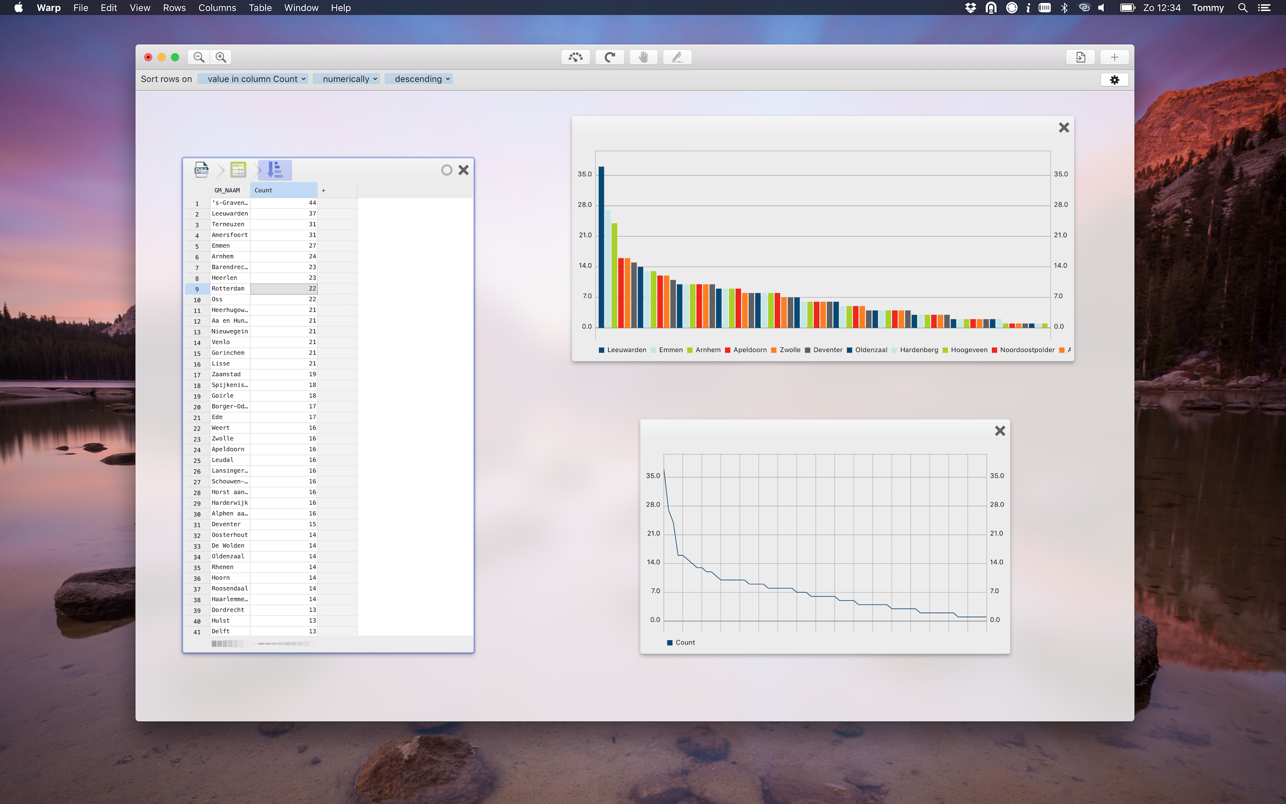 Warp File Edit View Rows Columns Table Window Help Zo 12:34 Tommy
Sort rows on value in column Count numerically descending
GM_NAAM Count +
1 's-Graven… 44
2 Leeuwarden 37
3 Terneuzen 31
4 Amersfoort 31
5 Emmen 27
6 Arnhem 24
7 Barendrec… 23
8 Heerlen 23
9 Rotterdam 22
10 Oss 22
11 Heerhugow… 21
12 Aa en Hun… 21
13 Nieuwegein 21
14 Venlo 21
15 Gorinchem 21
16 Lisse 21
17 Zaanstad 19
18 Spijkenis… 18
19 Goirle 18
20 Borger-Od… 17
21 Ede 17
22 Weert 16
23 Zwolle 16
24 Apeldoorn 16
25 Leudal 16
26 Lansinger… 16
27 Schouwen-… 16
28 Horst aan… 16
29 Harderwijk 16
30 Alphen aa… 16
31 Deventer 15
32 Oosterhout 14
33 De Wolden 14
34 Oldenzaal 14
35 Rhenen 14
36 Hoorn 14
37 Roosendaal 14
38 Haarlemme… 14
39 Dordrecht 13
40 Hulst 13
41 Delft 13
35.0 35.0
28.0 28.0
21.0 21.0
14.0 14.0
7.0 7.0
0.0 0.0
Leeuwarden Emmen Arnhem Apeldoorn Zwolle Deventer Oldenzaal Hardenberg Hoogeveen Noordoostpolder
35.0 35.0
28.0 28.0
21.0 21.0
14.0 14.0
7.0 7.0
0.0 0.0
Count